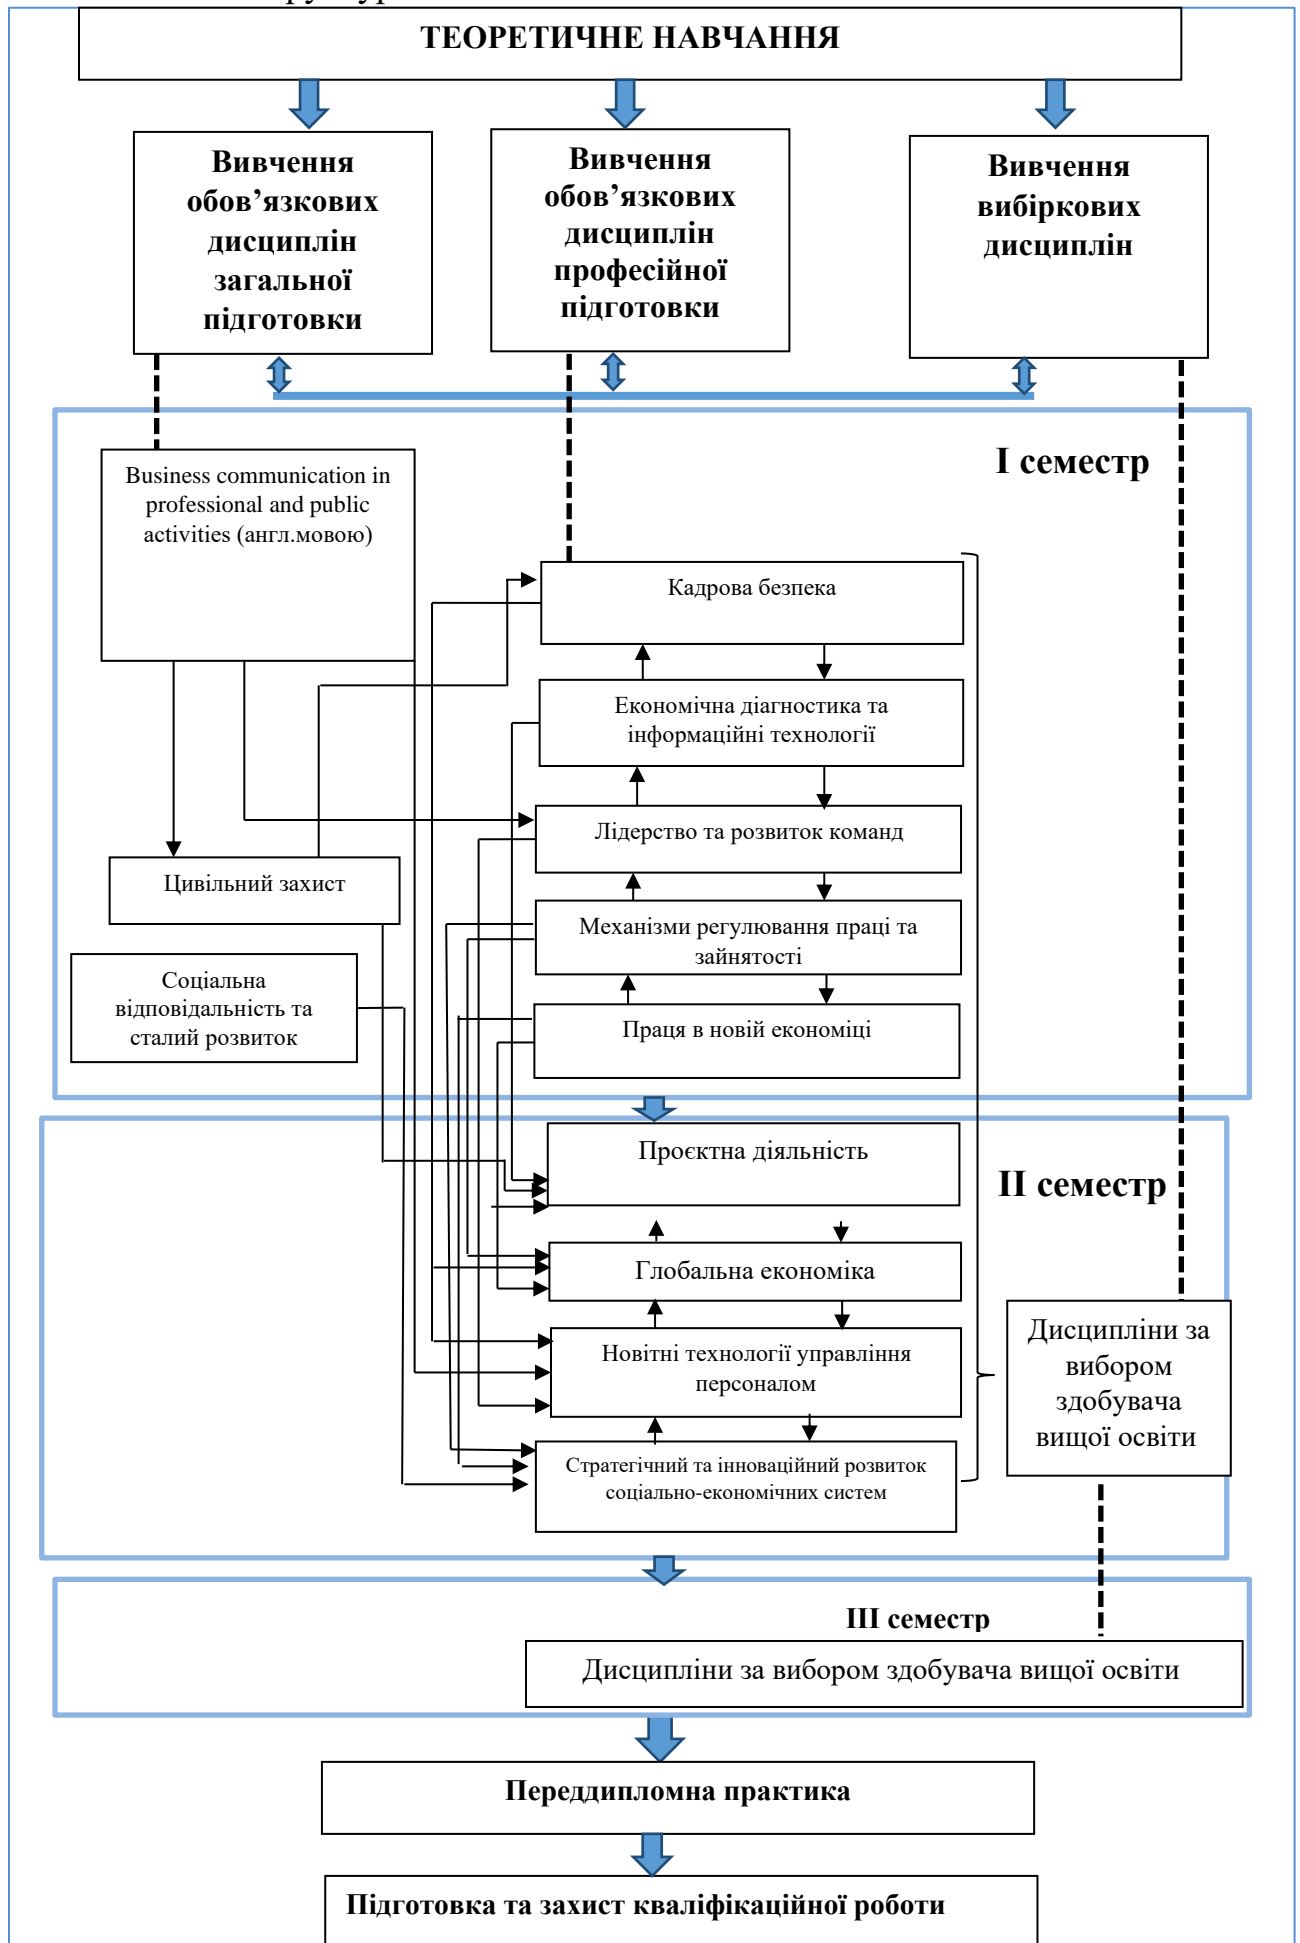 ТЕОРЕТИЧНЕ НАВЧАННЯ
Вивчення
обов’язкових
дисциплін
загальної
підготовки
Вивчення
обов’язкових
дисциплін
професійної
підготовки
Вивчення
вибіркових
дисциплін
I семестр
Business communication in
professional and public
activities (англ.мовою)
Кадрова безпека
Економічна діагностика та
інформаційні технології
Лідерство та розвиток команд
Цивільний захист
Механізми регулювання праці та
зайнятості
Соціальна
відповідальність та
сталий розвиток
Праця в новій економіці
Проєктна діяльність
II семестр
Глобальна економіка
Новітні технології управління
персоналом
Дисципліни за
вибором
здобувача
вищої освіти
Стратегічний та інноваційний розвиток
соціально-економічних систем
III семестр
Дисципліни за вибором здобувача вищої освіти
Переддипломна практика
Підготовка та захист кваліфікаційної роботи